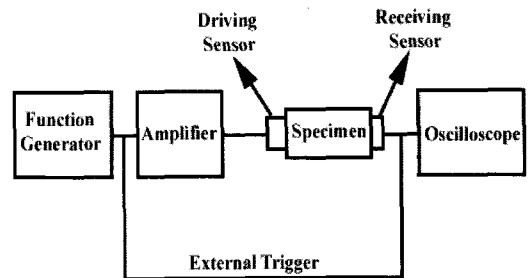 Driving
Sensor
Receiving
Sensor
Function
Generator
Amplifier
Specimen
Oscilloscope
External Trigger